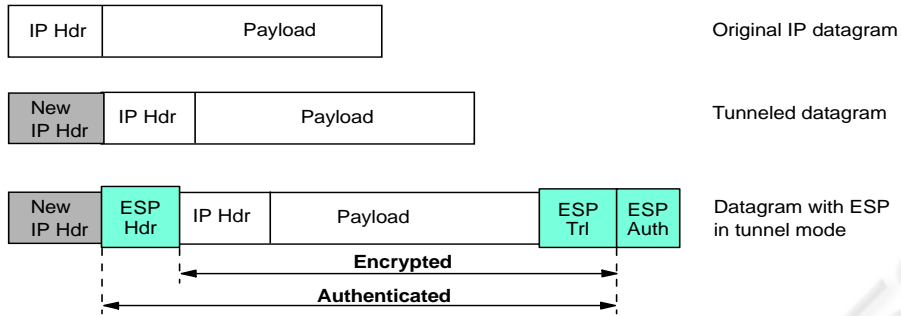 IP Hdr Payload Original IP datagram
New
IP Hdr IP Hdr Payload Tunneled datagram
New
IP Hdr ESP
Hdr IP Hdr Payload ESP
Trl ESP
Auth Datagram with ESP
in tunnel mode
Encrypted
Authenticated